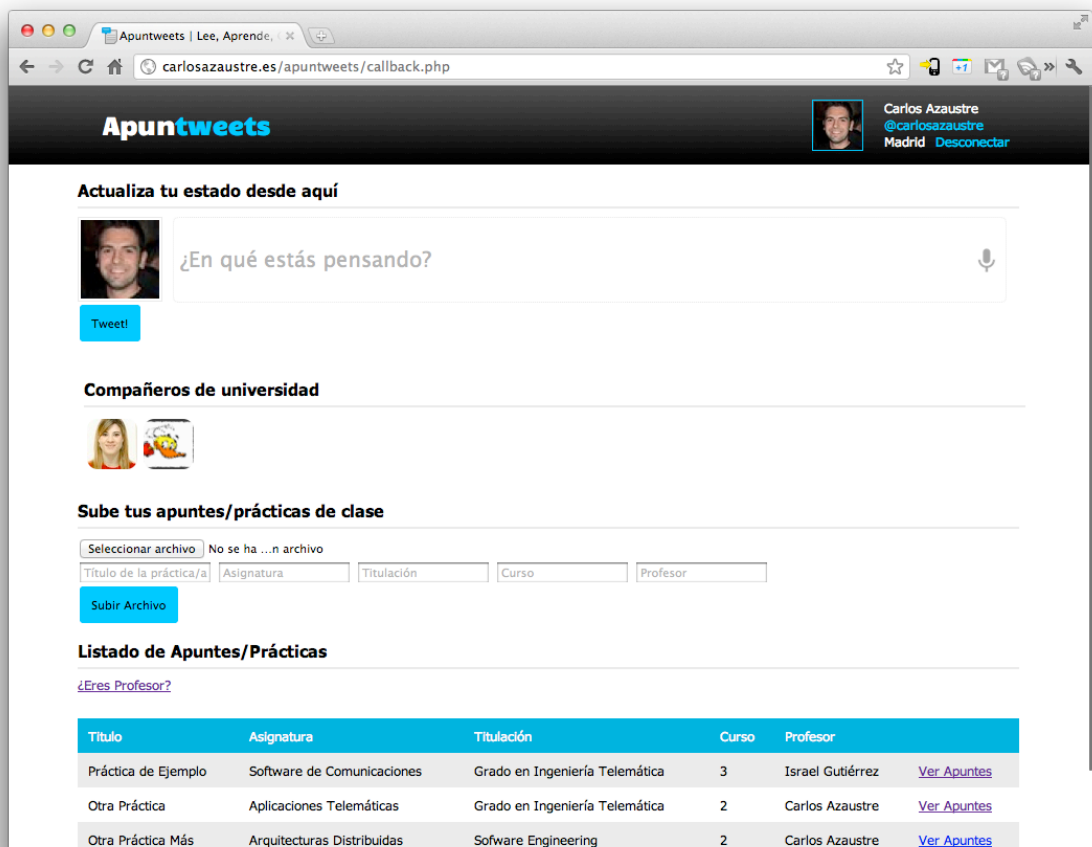 Apuntweets | Lee, Aprende,
carlosazaustre.es/apuntweets/callback.php
+1
Apuntweets
Carlos Azaustre
@carlosazaustre
Madrid Desconectar
Actualiza tu estado desde aquí
¿En qué estás pensando?
Tweet!
Compañeros de universidad
Sube tus apuntes/prácticas de clase
Seleccionar archivo No se ha ...n archivo
Título de la práctica/a Asignatura Titulación Curso Profesor
Subir Archivo
Listado de Apuntes/Prácticas
¿Eres Profesor?
Título Asignatura Titulación Curso Profesor
Práctica de Ejemplo Software de Comunicaciones Grado en Ingeniería Telemática 3 Israel Gutiérrez Ver Apuntes
Otra Práctica Aplicaciones Telemáticas Grado en Ingeniería Telemática 2 Carlos Azaustre Ver Apuntes
Otra Práctica Más Arquitecturas Distribuidas Sofware Engineering 2 Carlos Azaustre Ver Apuntes